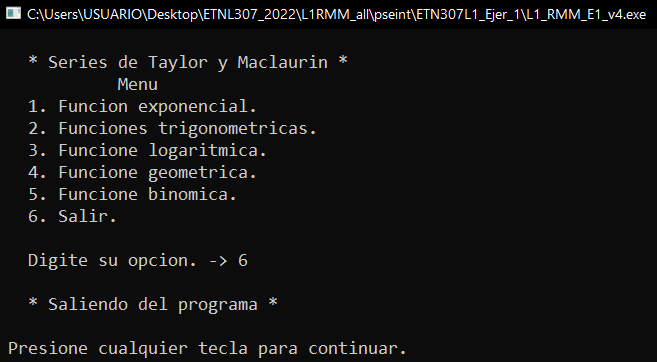 C:\Users\USUARIO\Desktop\ETNL307_2022\L1RMM_all\pseint\ETN307L1_Ejer_1\L1_RMM_E1_v4.exe
* Series de Taylor y Maclaurin *
Menu
1. Funcion exponencial.
2. Funciones trigonometricas.
3. Funcione logaritmica.
4. Funcione geometrica.
5. Funcione binomica.
6. Salir.
Digite su opcion. -> 6
* Saliendo del programa *
Presione cualquier tecla para continuar.